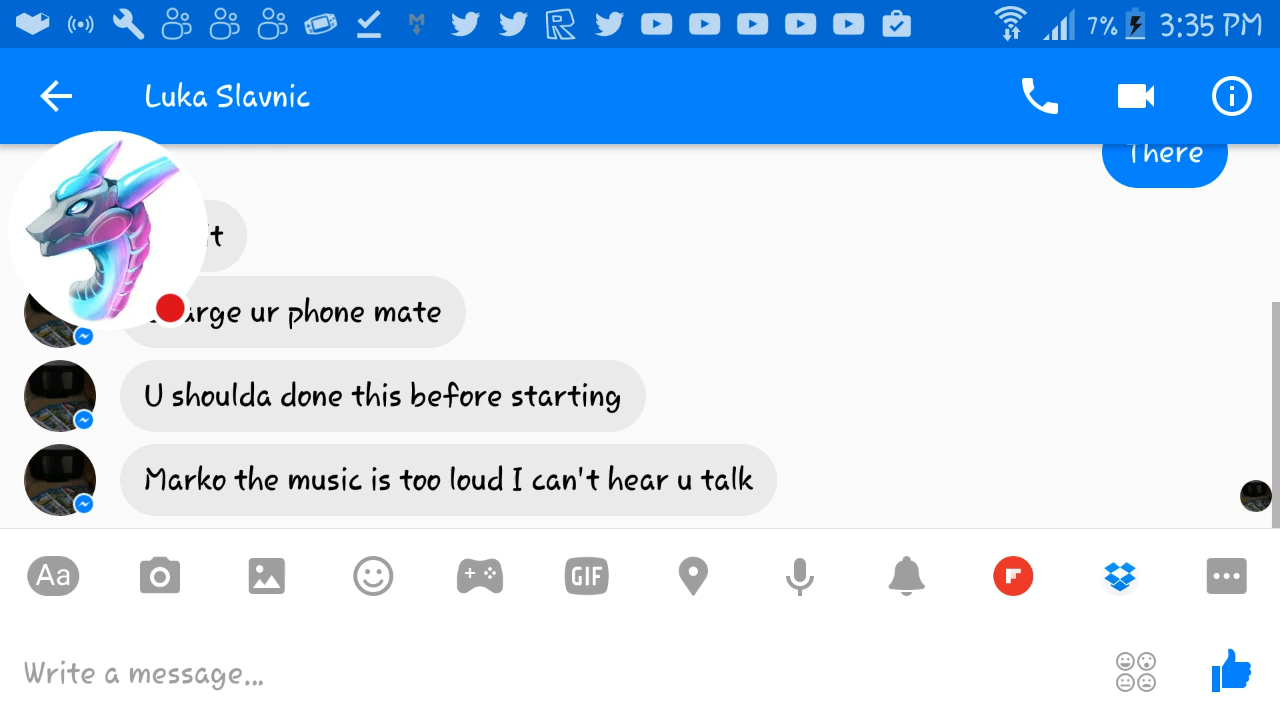 7% 3:35 PM
Luka Slavnic
There
t
arge ur phone mate
U shoulda done this before starting
Marko the music is too loud I can't hear u talk
Aa GIF
Write a message...